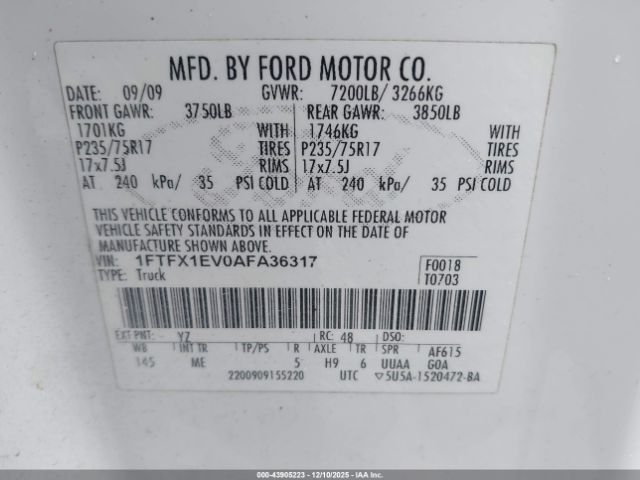 MFD. BY FORD MOTOR CO.
DATE: 09/09 GVWR: 7200LB/ 3266KG
FRONT GAWR: 3750LB REAR GAWR: 3850LB
1701KG WITH 1746KG WITH
P235/75R17 TIRES P235/75R17 TIRES
17x7.5J RIMS 17x7.5J RIMS
AT 240 kPa/ 35 PSI COLD AT 240 kPa/ 35 PSI COLD
THIS VEHICLE CONFORMS TO ALL APPLICABLE FEDERAL MOTOR
VEHICLE SAFETY STANDARDS IN EFFECT ON THE DATE OF
MANUFACTURE SHOWN ABOVE.
VIN: 1FTFX1EV0AFA36317 F0018
TYPE: Truck T0703
EXT PNT: YZ RC: 48 DSO:
WB INT TR TP/PS R AXLE TR SPR AF615
145 ME 5 H9 6 UUAA GOA
2200909155220 UTC ▽5U5A-1520472-BA
000-43905223 - 12/10/2025 - IAAI.com